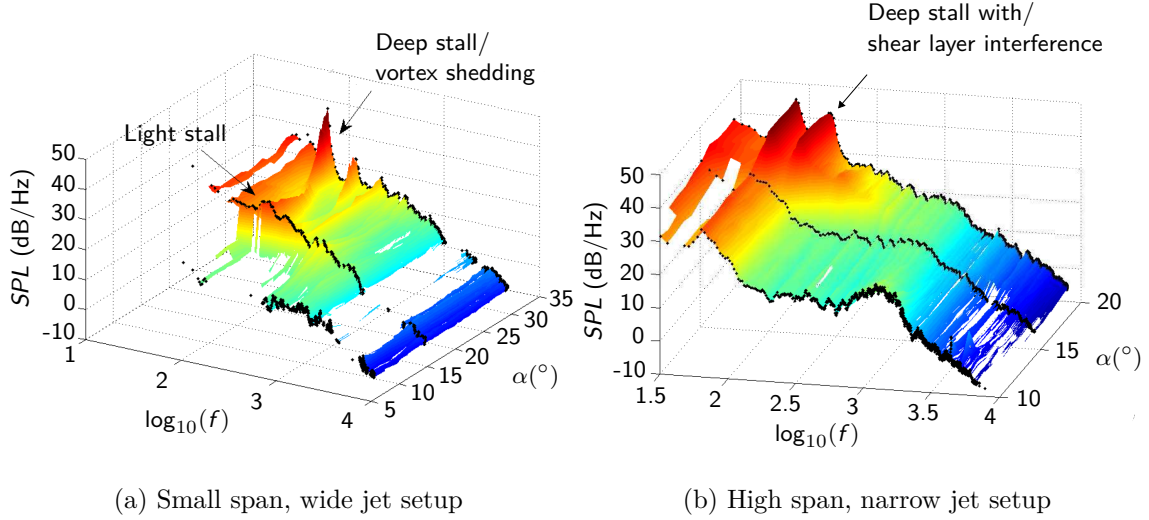 Deep stall/
vortex shedding
Light stall
50
40
30
20
10
0
-10
SPL (dB/Hz)
1
2
3
4
log10(f)
5
10
15
20
25
30
35
α(°)
(a) Small span, wide jet setup
Deep stall with/
shear layer interference
50
40
30
20
10
0
-10
SPL (dB/Hz)
1.5
2
2.5
3
3.5
4
log10(f)
10
15
20
α(°)
(b) High span, narrow jet setup